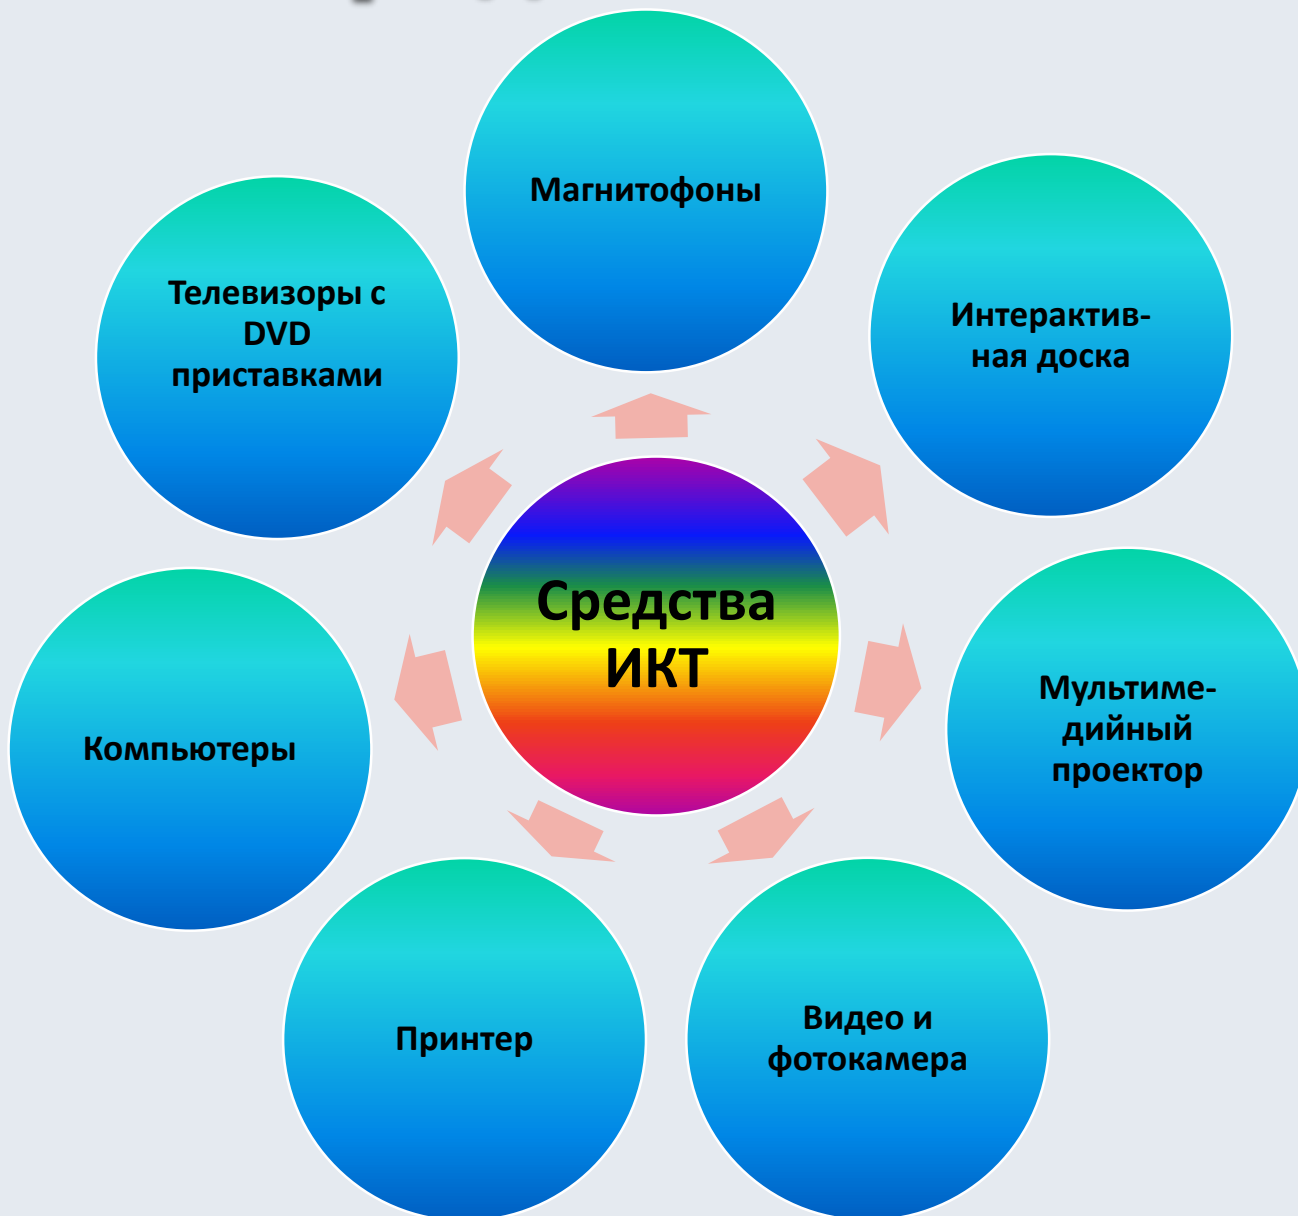 Магнитофоны
Интерактив-
ная доска
Мультиме-
дийный
проектор
Видео и
фотокамера
Принтер
Компьютеры
Телевизоры с
DVD
приставками
Средства
ИКТ